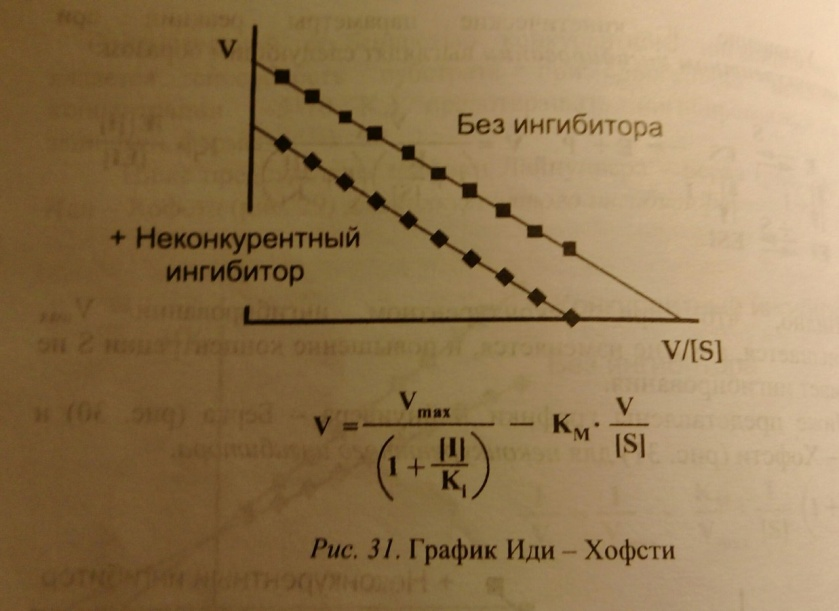 V
Без ингибитора
+ Неконкурентный
ингибитор
V/[S]
V = Vmax / (1 + [I]/Ki) − KM · V/[S]
Рис. 31. График Иди – Хофсти